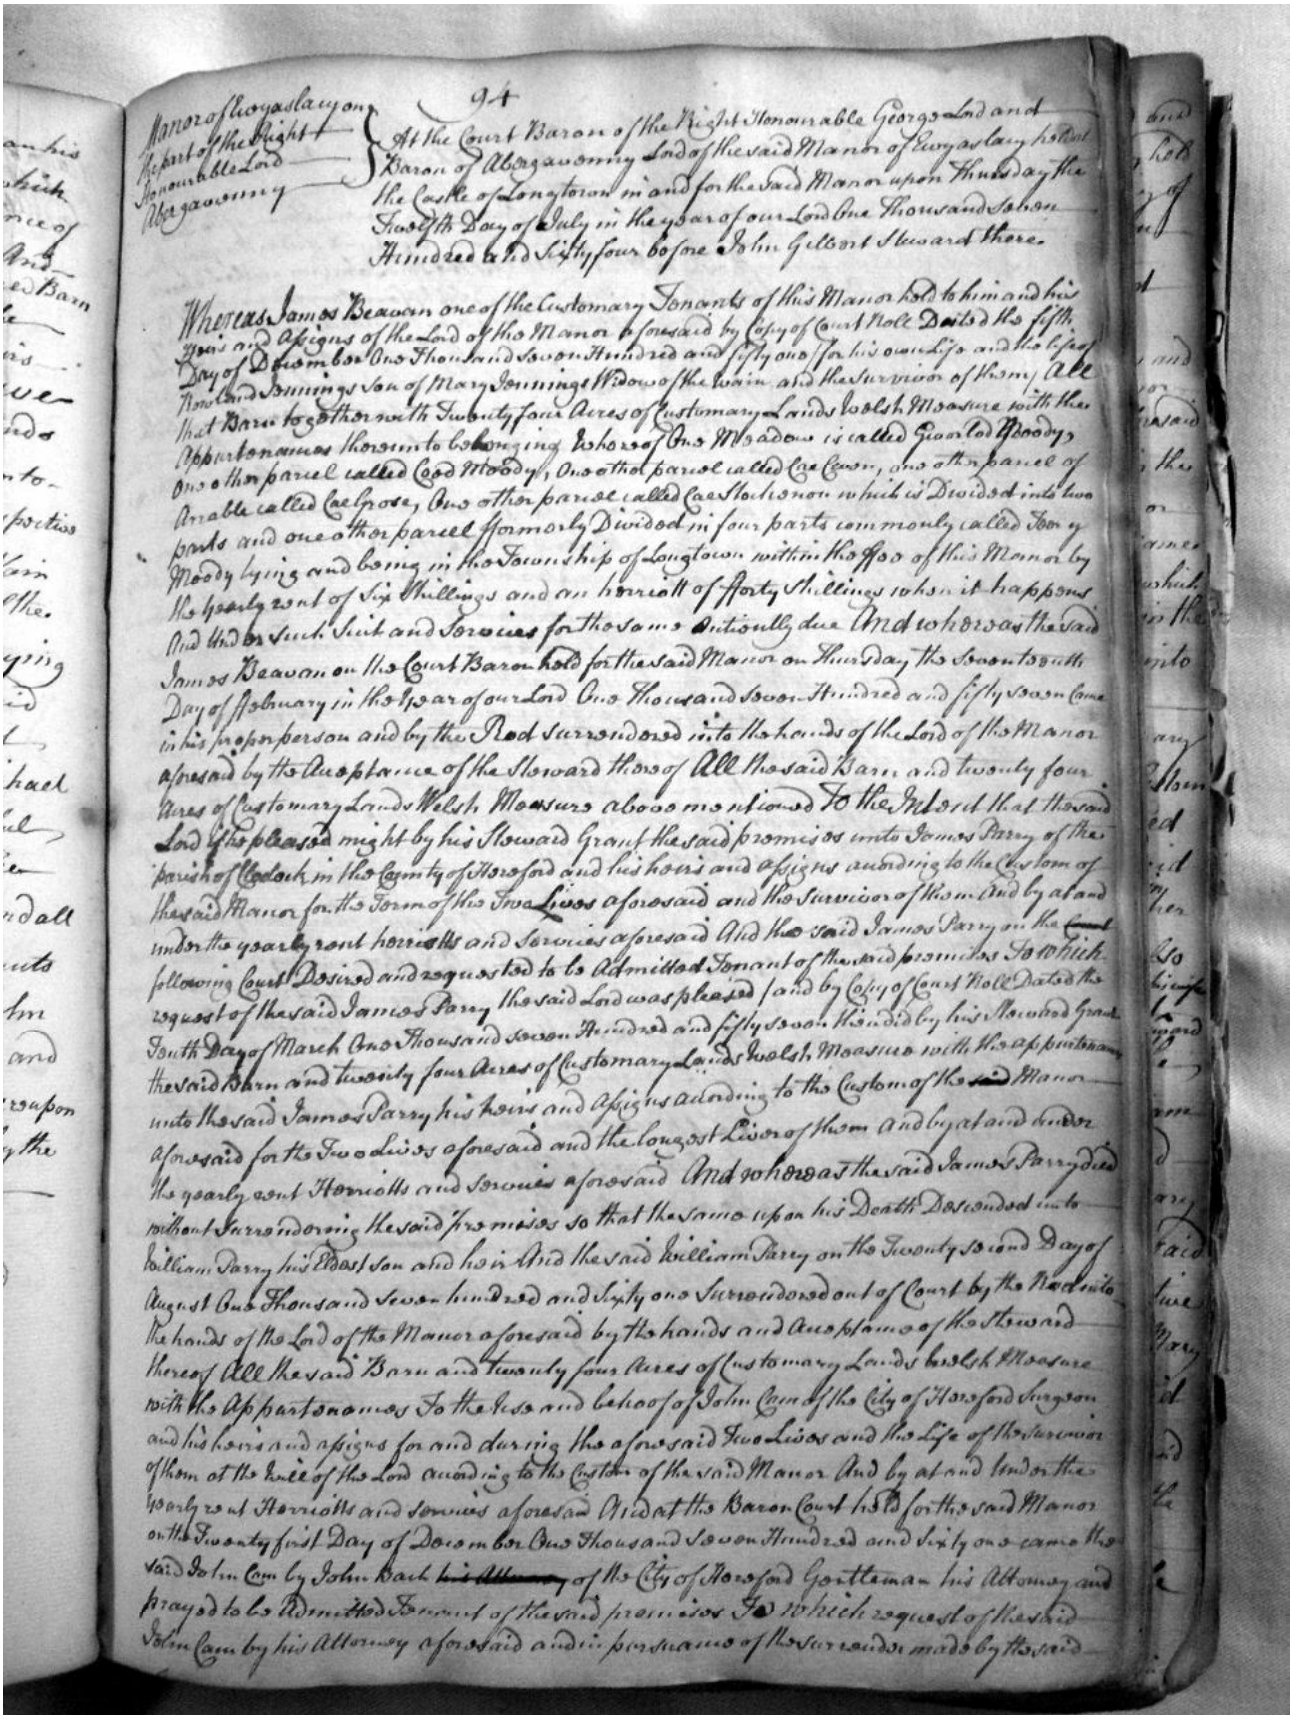 94
Manor of Ewyaslacy on
the part of the Right
Honourable Lord
Abergavenny
At the Court Baron of the Right Honourable George Lord and
Baron of Abergavenny Lord of the said Manor of Ewyaslacy held at
the Castle of Longtown in and for the said Manor upon Thursday the
Twelfth Day of July in the year of our Lord One Thousand Seven
Hundred and Sixty four before John Gilbert Steward there
Whereas James Beavan one of the Customary Tenants of this Manor hold to him and his
Heirs and Assigns of the Lord of the Manor aforesaid by Copy of Court Roll Dated the fifth
Day of December One Thousand Seven Hundred and fifty one (for his own Life and the life of
Rowland Jennings Son of Mary Jennings Widow of the wain and the Survivor of them) All
that Barn together with Twenty four Acres of Customary Lands Welsh Measure with the
Appurtenances thereunto belonging Whereof One Meadow is called Gworlod Moody,
One other parcel called Coed Moody, One other parcel called Cae Cwen, one other parcel of
Arrable called Cae Grose, One other parcel called Cae Stockenon which is Divided into two
parts and one other parcel fformerly Divided in four parts commonly called
Moody lying and being in the Township of Longtown within the ffee of this Manor by
the yearly rent of Six Shillings and an herriott of fforty Shillings when it happens
And under such Suit and Services for the same antiently due And whereas the said
James Beavan on the Court Baron held for the said Manor on Thursday the Seventeenth
Day of ffebruary in the Year of our Lord One Thousand Seven Hundred and fifty seven Came
in his proper person and by the Rod surrendered into the hands of the Lord of the Manor
aforesaid by the Acceptance of the Steward thereof All the said Barn and twenty four
Acres of Customary Lands Welsh Measure above mentioned To the Intent that the said
Lord if he pleased might by his Steward Grant the said premises unto James Parry of the
parish of Clodock in the County of Hereford and his heirs and assigns according to the Custom of
the said Manor for the Term of the Two Lives aforesaid and the survivor of them And by at and
under the yearly rent herriotts and Services aforesaid And the said James Parry on the Court
following Court Desired and requested to be Admitted Tenant of the said premises To which
request of the said James Parry the said Lord was pleased / and by Copy of Court Roll Dated the
Tenth Day of March One Thousand seven Hundred and fifty seven then did by his Steward Grant
the said Barn and twenty four Acres of Customary Lands Welsh Measure with the appurtenances
unto the said James Parry his heirs and Assigns according to the Custom of the said Manor
aforesaid for the Two Lives aforesaid and the longest Liver of them And by at and under
the yearly rent Herriotts and Services aforesaid And whereas the said James Parry died
without Surrendering the said premises so that the same upon his Death Descended unto
William Parry his Eldest son and heir And the said William Parry on the Twenty second Day of
August One Thousand Seven hundred and Sixty one Surrendered out of Court by the Rod into
the hands of the Lord of the Manor aforesaid by the hands and Acceptance of the Steward
thereof All the said Barn and twenty four Acres of Customary Lands Welsh Measure
with the Appurtenances To the Use and behoof of John Cam of the City of Hereford Surgeon
and his heirs and assigns for and during the aforesaid Two Lives and the Life of the Survivor
of them at the Will of the Lord according to the Custom of the said Manor And by at and Under the
yearly rent Herriotts and services aforesaid And at the Baron Court held for the said Manor
on the Twenty first Day of December One Thousand Seven Hundred and Sixty one came the
said John Cam by John Bach his Attorney of the City of Hereford Gentleman his Attorney and
prayed to be Admitted Tenant of the said premises To which request of the said
John Cam by his Attorney aforesaid and in pursuance of the surrender made by the said